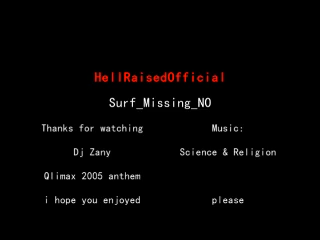 HellRaisedOfficial
Surf_Missing_NO
Thanks for watching
Music:
Dj Zany
Science & Religion
Qlimax 2005 anthem
i hope you enjoyed
please